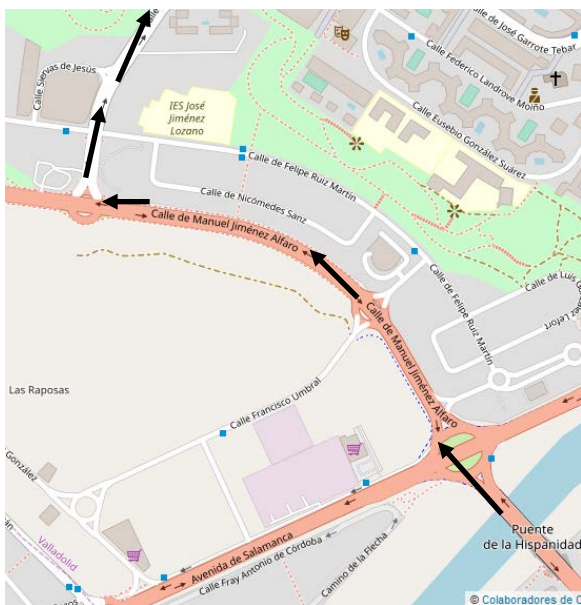 Calle de José Garrote Tebar
Calle Federico Landrove Moiño
Calle Siervas de Jesús
IES José
Jiménez
Lozano
Calle Eusebio González Suárez
Calle de Felipe Ruiz Martín
Calle de Nicómedes Sanz
Calle de Manuel Jiménez Alfaro
Calle de Felipe Ruiz Martín
Calle de Luis G
Lefort
Calle de Manuel Jiménez Alfaro
Las Raposas
Calle Francisco Umbral
González
Valladolid
Puente
de la Hispanidad
Avenida de Salamanca
Calle Fray Antonio de Córdoba
Camino de la Flecha
© Colaboradores de O